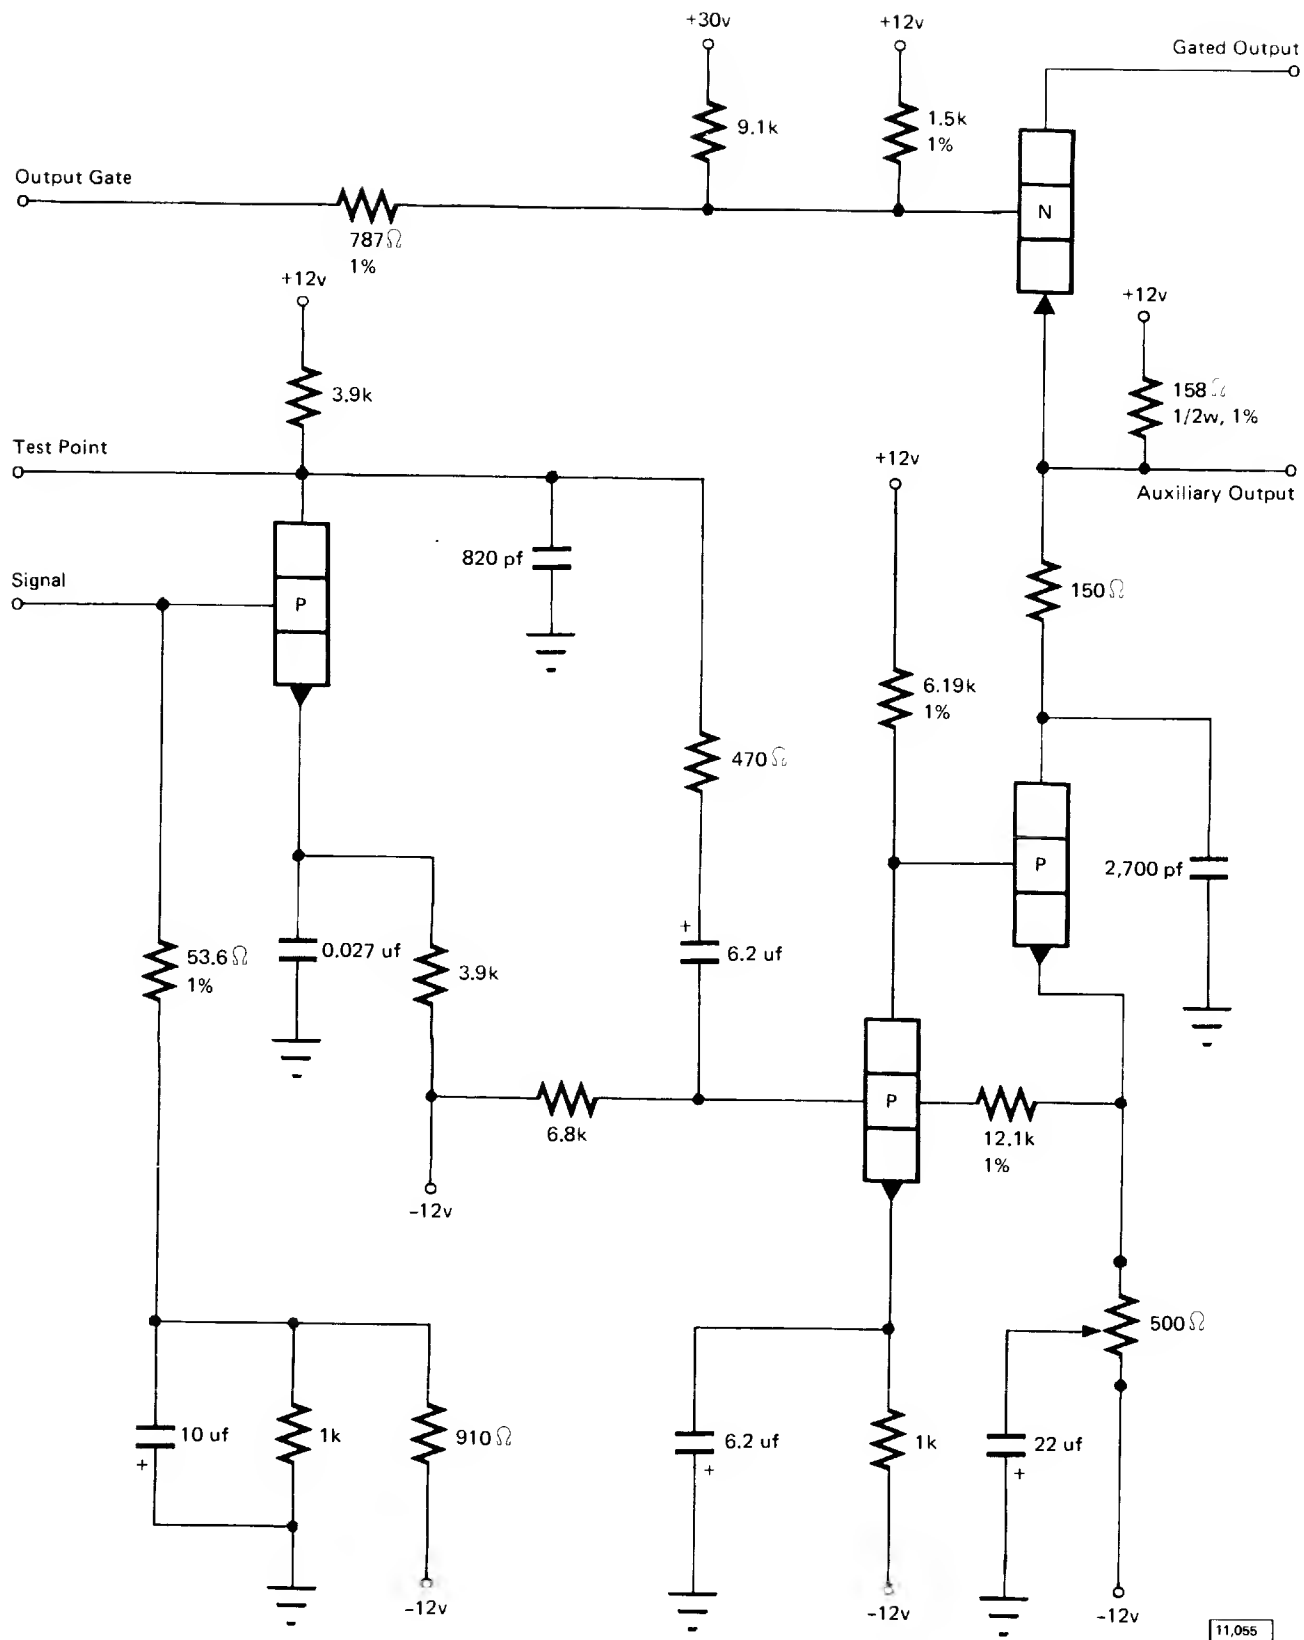 +30v
+12v
Gated Output
9.1k
1.5k
1%
Output Gate
N
787Ω
1%
+12v
+12v
3.9k
158Ω
1/2w, 1%
Test Point
+12v
Auxiliary Output
820 pf
Signal
P
150Ω
6.19k
1%
470Ω
P
2,700 pf
53.6Ω
1%
0.027 uf
3.9k
+
6.2 uf
P
6.8k
12.1k
1%
-12v
500Ω
10 uf
+
1k
910Ω
6.2 uf
+
1k
22 uf
+
-12v
-12v
-12v
11,055